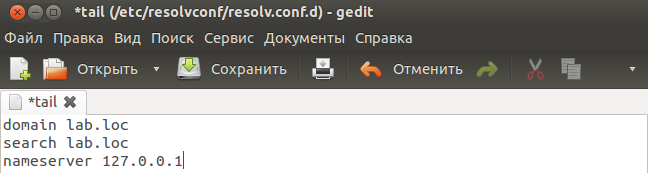 *tail (/etc/resolvconf/resolv.conf.d) - gedit
Файл Правка Вид Поиск Сервис Документы Справка
Открыть Сохранить Отменить
*tail
domain lab.loc
search lab.loc
nameserver 127.0.0.1